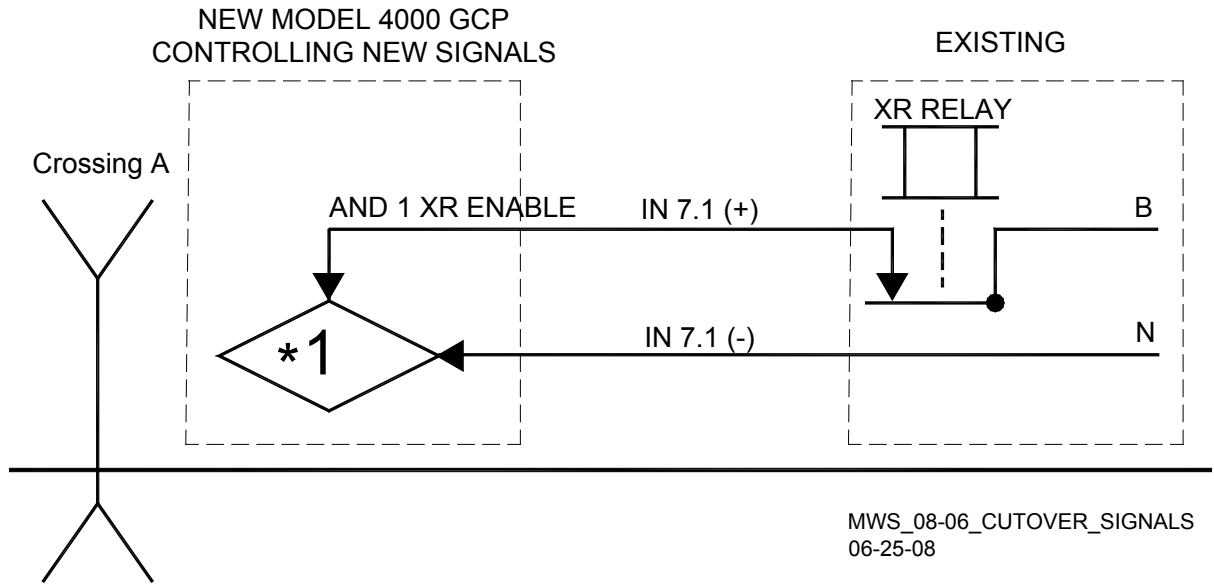 NEW MODEL 4000 GCP
CONTROLLING NEW SIGNALS
EXISTING
XR RELAY
Crossing A
AND 1 XR ENABLE
IN 7.1 (+)
B
*1
IN 7.1 (-)
N
MWS_08-06_CUTOVER_SIGNALS
06-25-08